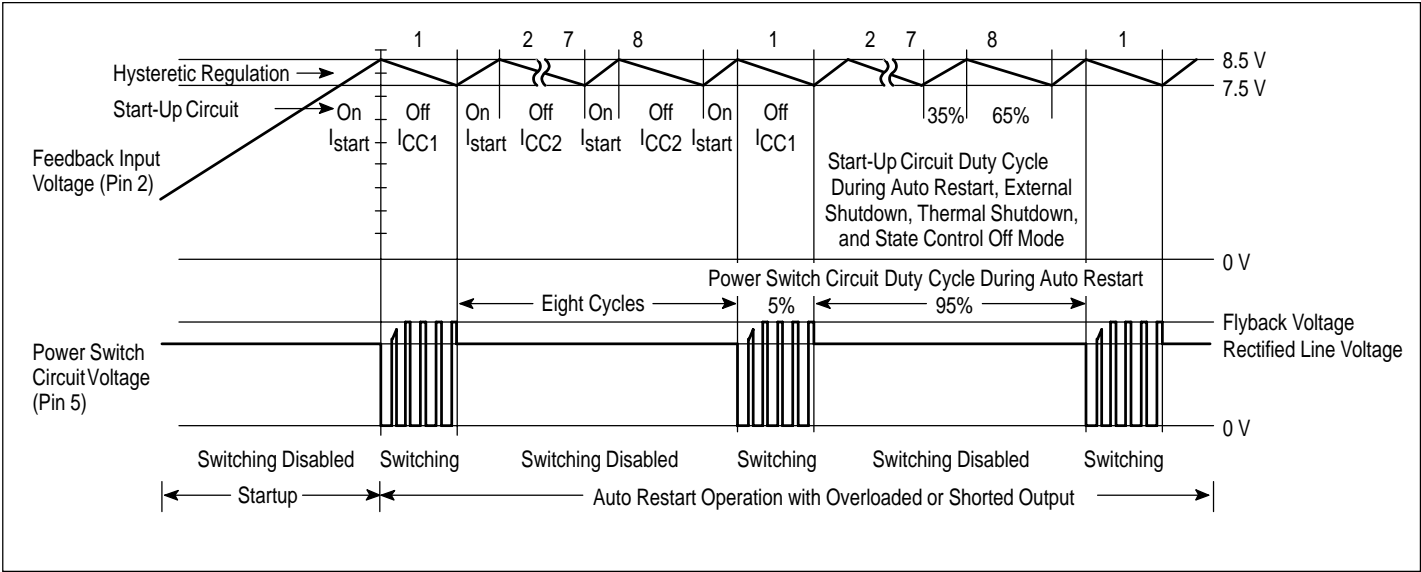 1 2 7 8 1 2 7 8 1
8.5 V
Hysteretic Regulation
7.5 V
Start-Up Circuit
On Off On Off On Off On Off 35% 65%
Istart ICC1 Istart ICC2 Istart ICC2 Istart ICC1
Feedback Input
Voltage (Pin 2)
Start-Up Circuit Duty Cycle
During Auto Restart, External
Shutdown, Thermal Shutdown,
and State Control Off Mode
0 V
Power Switch Circuit Duty Cycle During Auto Restart
Eight Cycles 5% 95%
Flyback Voltage
Rectified Line Voltage
Power Switch
Circuit Voltage
(Pin 5)
0 V
Switching Disabled Switching Switching Disabled Switching Switching Disabled Switching
Startup Auto Restart Operation with Overloaded or Shorted Output